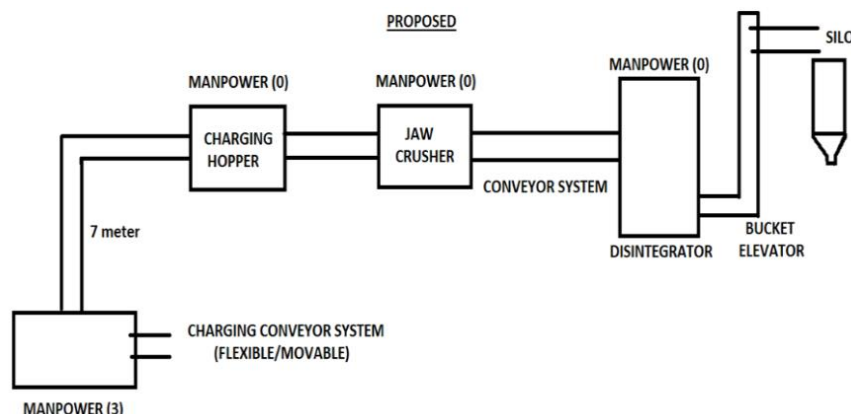 PROPOSED
SILO
MANPOWER (0)
MANPOWER (0)
MANPOWER (0)
CHARGING
HOPPER
JAW
CRUSHER
CONVEYOR SYSTEM
7 meter
DISINTEGRATOR
BUCKET
ELEVATOR
CHARGING CONVEYOR SYSTEM
(FLEXIBLE/MOVABLE)
MANPOWER (3)